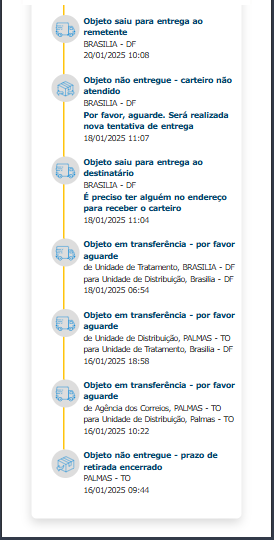 Objeto saiu para entrega ao
remetente
BRASILIA - DF
20/01/2025 10:08
Objeto não entregue - carteiro não
atendido
BRASILIA - DF
Por favor, aguarde. Será realizada
nova tentativa de entrega
18/01/2025 11:07
Objeto saiu para entrega ao
destinatário
BRASILIA - DF
É preciso ter alguém no endereço
para receber o carteiro
18/01/2025 11:04
Objeto em transferência - por favor
aguarde
de Unidade de Tratamento, BRASILIA - DF
para Unidade de Distribuição, Brasilia - DF
18/01/2025 06:54
Objeto em transferência - por favor
aguarde
de Unidade de Distribuição, PALMAS - TO
para Unidade de Tratamento, Brasilia - DF
16/01/2025 18:58
Objeto em transferência - por favor
aguarde
de Agência dos Correios, PALMAS - TO
para Unidade de Distribuição, Palmas - TO
16/01/2025 10:22
Objeto não entregue - prazo de
retirada encerrado
PALMAS - TO
16/01/2025 09:44